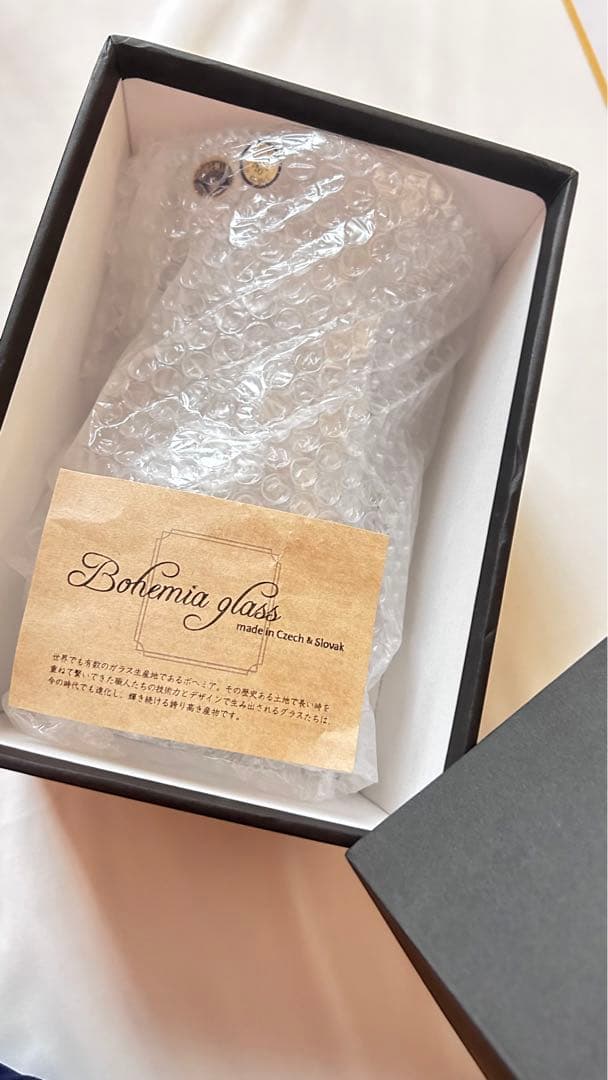 Bohemia glass
made in Czech & Slovak
世界でも有数のガラス生産地であるボヘミア。その歴史ある土地で長い時を
重ねて繋いできた職人たちの技術力とデザインで生み出されるグラスたちは、
今の時代でも進化し、輝き続ける誇り高き産物です。